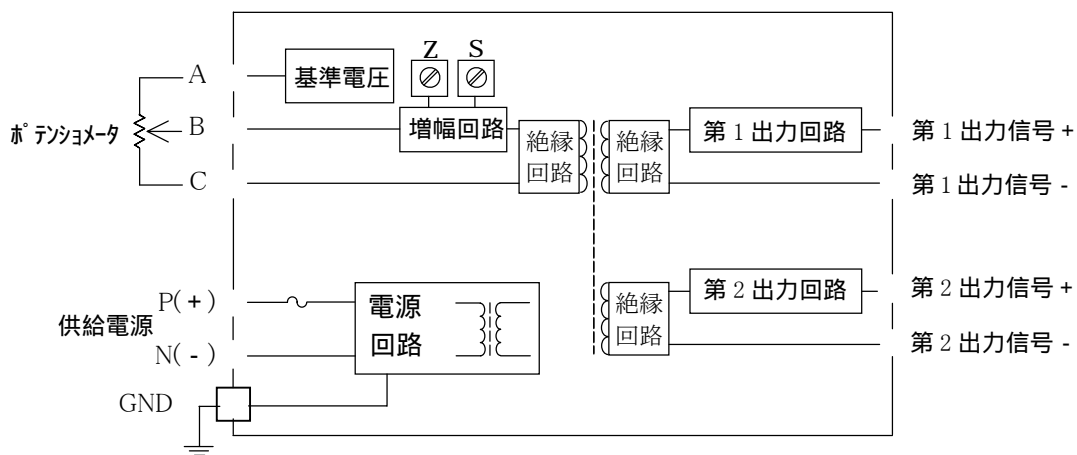 Z S
A
基準電圧
ﾎﾟﾃﾝｼｮﾒｰﾀ
B
増幅回路
絶縁
回路
絶縁
回路
第1出力回路
第1出力信号+
C
第1出力信号-
供給電源
P(+)
電源
回路
絶縁
回路
第2出力回路
第2出力信号+
N(-)
第2出力信号-
GND